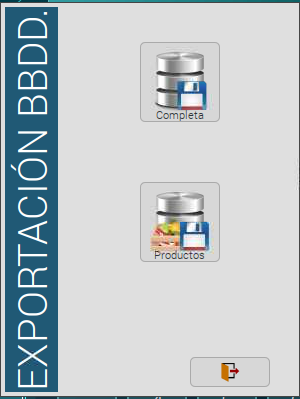 EXPORTACIÓN BBDD.
Completa
Productos